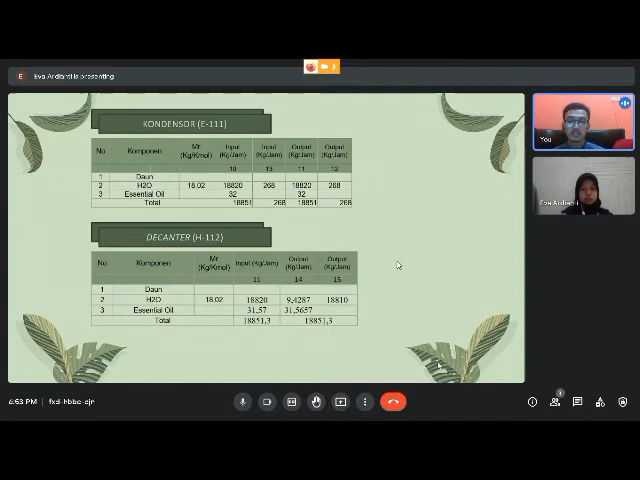 E Eva Ardianti is presenting
KONDENSOR (E-111)
No Komponen Mr (Kg/Kmol) Input (Kg/Jam) Input (Kg/Jam) Output (Kg/Jam) Output (Kg/Jam)
10 13 11 12
1 Daun
2 H2O 18,02 18820 268 18820 268
3 Essential Oil 32 32
Total 18851 268 18851 268
DECANTER (H-112)
No Komponen Mr (Kg/Kmol) Input (Kg/Jam) Output (Kg/Jam) Output (Kg/Jam)
11 14 15
1 Daun
2 H2O 18,02 18820 9,4287 18810
3 Essential Oil 31,57 31,5657
Total 18851,3 18851,3
You
Eva Ardianti
6:53 PM